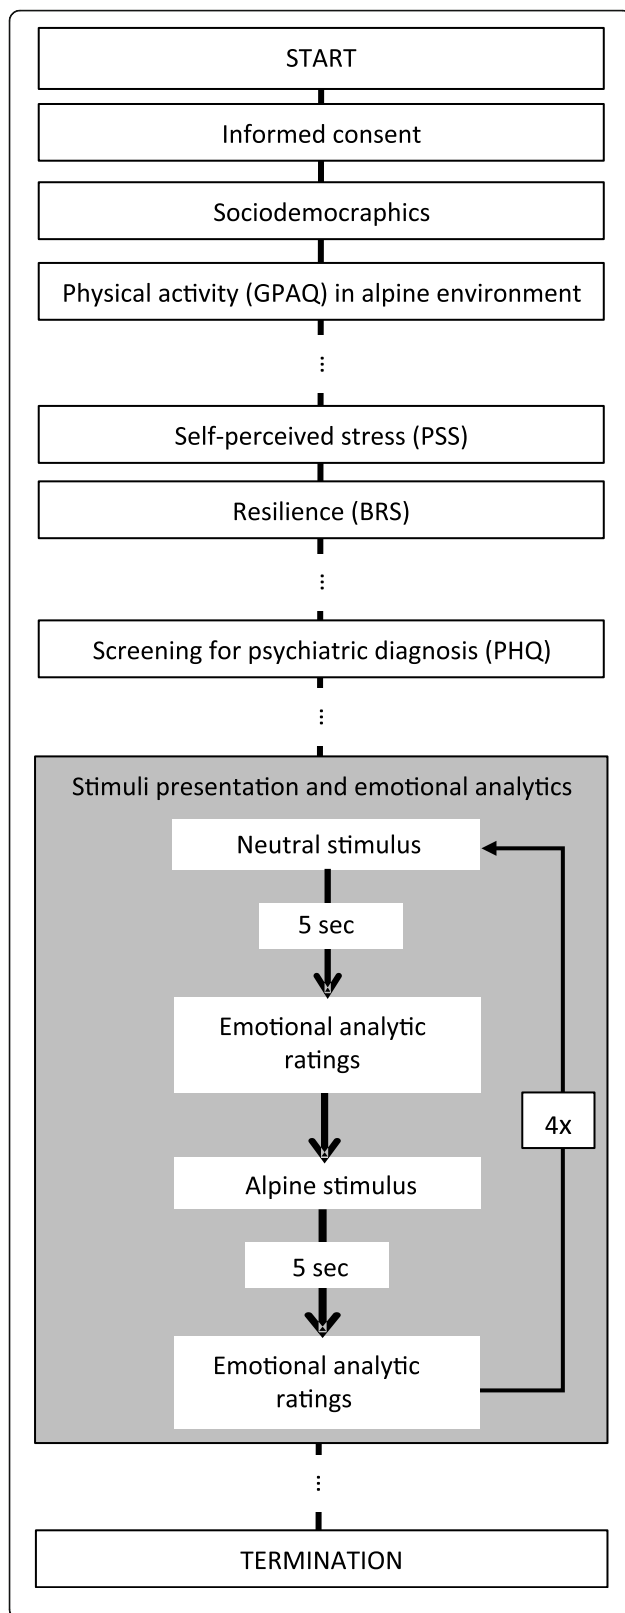 START
Informed consent
Sociodemocraphics
Physical activity (GPAQ) in alpine environment
...
Self-perceived stress (PSS)
Resilience (BRS)
...
Screening for psychiatric diagnosis (PHQ)
...
Stimuli presentation and emotional analytics
Neutral stimulus
5 sec
Emotional analytic
ratings
4x
Alpine stimulus
5 sec
Emotional analytic
ratings
...
TERMINATION